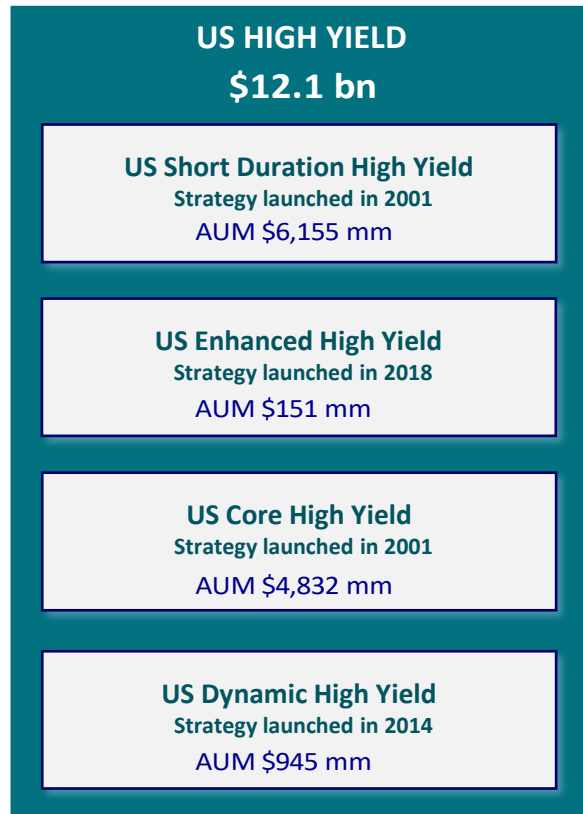 US HIGH YIELD
$12.1 bn
US Short Duration High Yield
Strategy launched in 2001
AUM $6,155 mm
US Enhanced High Yield
Strategy launched in 2018
AUM $151 mm
US Core High Yield
Strategy launched in 2001
AUM $4,832 mm
US Dynamic High Yield
Strategy launched in 2014
AUM $945 mm